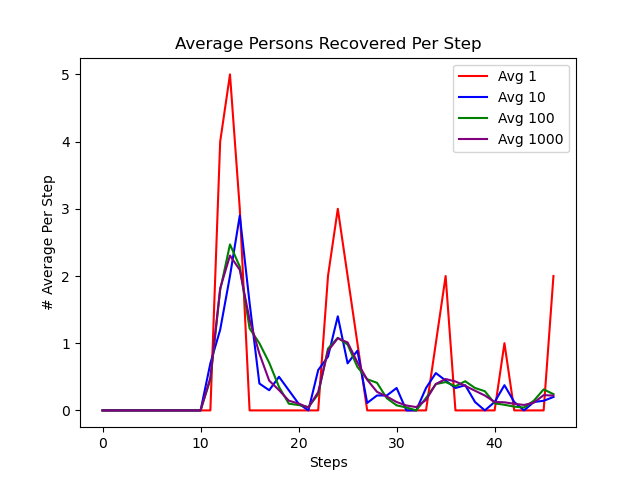 Average Persons Recovered Per Step
Avg 1
Avg 10
Avg 100
Avg 1000
# Average Per Step
5
4
3
2
1
0
0 10 20 30 40
Steps